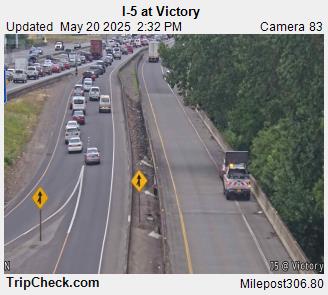 I-5 at Victory
Updated May 20 2025 2:32 PM Camera 83
N I5 @ Victory
TripCheck.com Milepost306.80